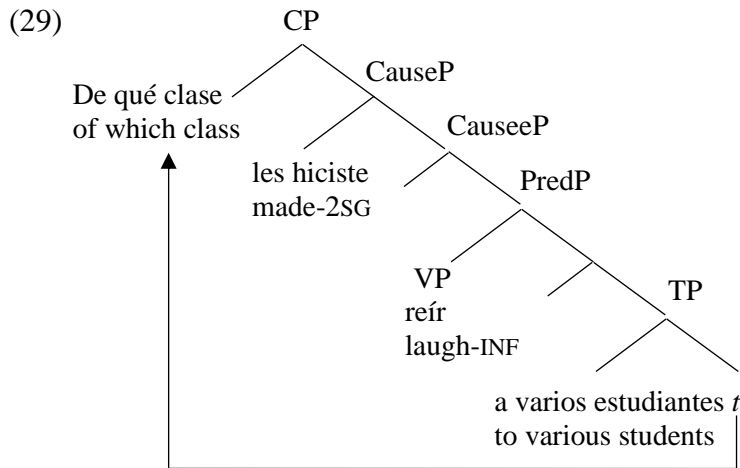 (29)
CP
CauseP
De qué clase
of which class
CauseeP
les hiciste
made-2SG
PredP
VP
reír
laugh-INF
TP
a varios estudiantes t
to various students